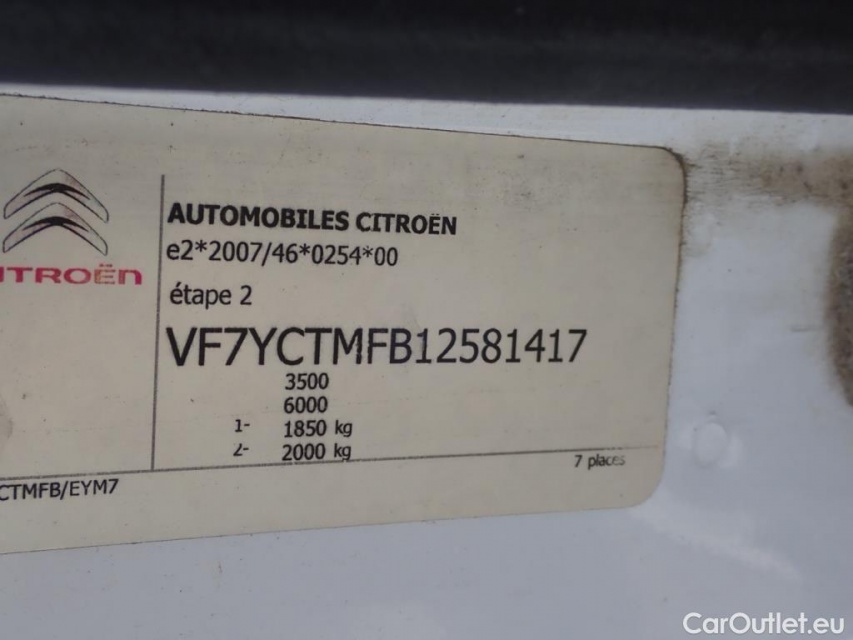 AUTOMOBILES CITROËN
e2*2007/46*0254*00
étape 2
VF7YCTMFB12581417
3500
6000
1- 1850 kg
2- 2000 kg
7 places
CTMFB/EYM7
ITROËn
CarOutlet.eu